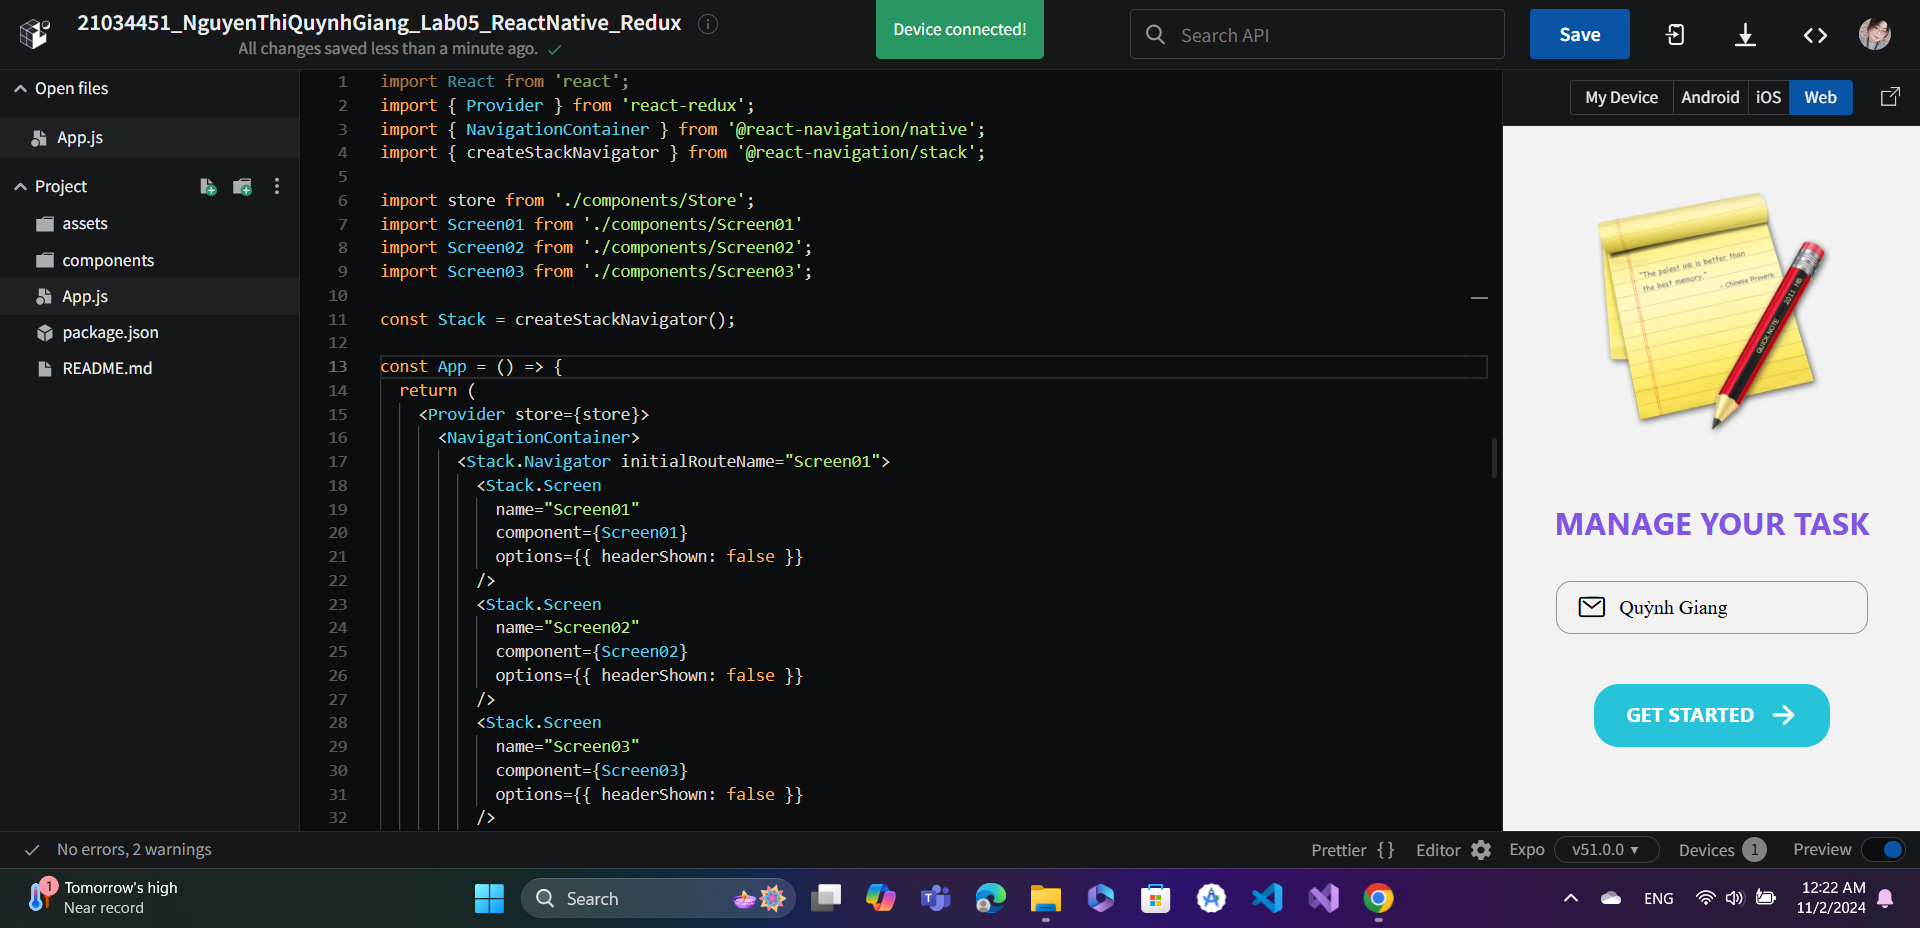 21034451_NguyenThiQuynhGiang_Lab05_ReactNative_Redux
All changes saved less than a minute ago.
Device connected!
Search API
Save
Open files
App.js
Project
assets
components
App.js
package.json
README.md
1 import React from 'react';
2 import { Provider } from 'react-redux';
3 import { NavigationContainer } from '@react-navigation/native';
4 import { createStackNavigator } from '@react-navigation/stack';
5
6 import store from './components/Store';
7 import Screen01 from './components/Screen01'
8 import Screen02 from './components/Screen02';
9 import Screen03 from './components/Screen03';
10
11 const Stack = createStackNavigator();
12
13 const App = () => {
14 return (
15 <Provider store={store}>
16 <NavigationContainer>
17 <Stack.Navigator initialRouteName="Screen01">
18 <Stack.Screen
19 name="Screen01"
20 component={Screen01}
21 options={{ headerShown: false }}
22 />
23 <Stack.Screen
24 name="Screen02"
25 component={Screen02}
26 options={{ headerShown: false }}
27 />
28 <Stack.Screen
29 name="Screen03"
30 component={Screen03}
31 options={{ headerShown: false }}
32 />
My Device Android iOS Web
"The palest ink is better than
the best memory."
- Chinese Proverb
2011 HB
QUICK NOTE
MANAGE YOUR TASK
Quỳnh Giang
GET STARTED
No errors, 2 warnings
Prettier {} Editor Expo v51.0.0 Devices 1 Preview
1
Tomorrow's high
Near record
Search
ENG
12:22 AM
11/2/2024